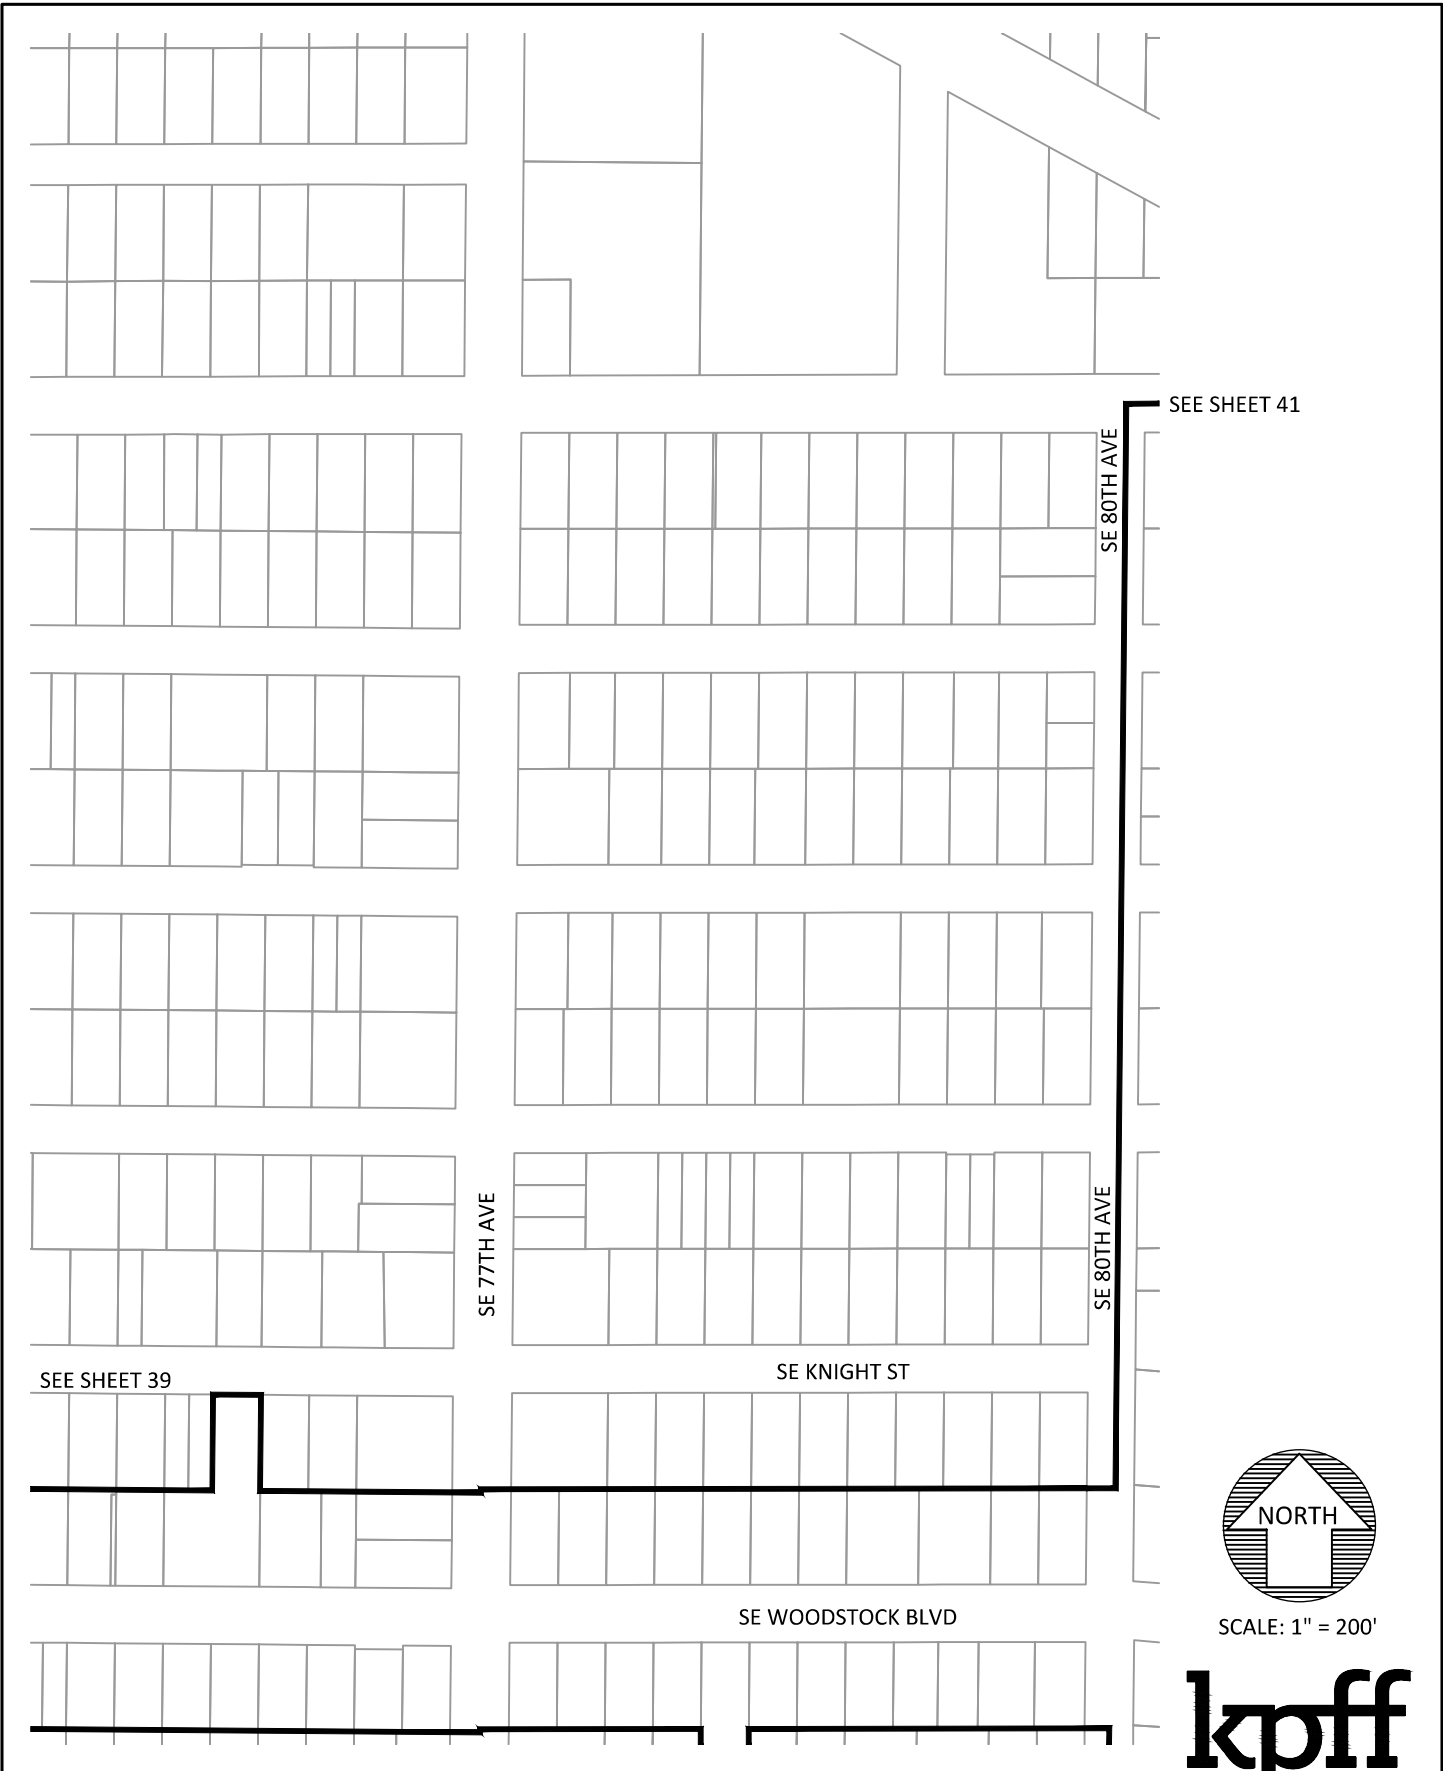 SEE SHEET 41
SE 80TH AVE
SE 77TH AVE
SE 80TH AVE
SE KNIGHT ST
SEE SHEET 39
NORTH
SE WOODSTOCK BLVD
SCALE: 1" = 200'
kpff